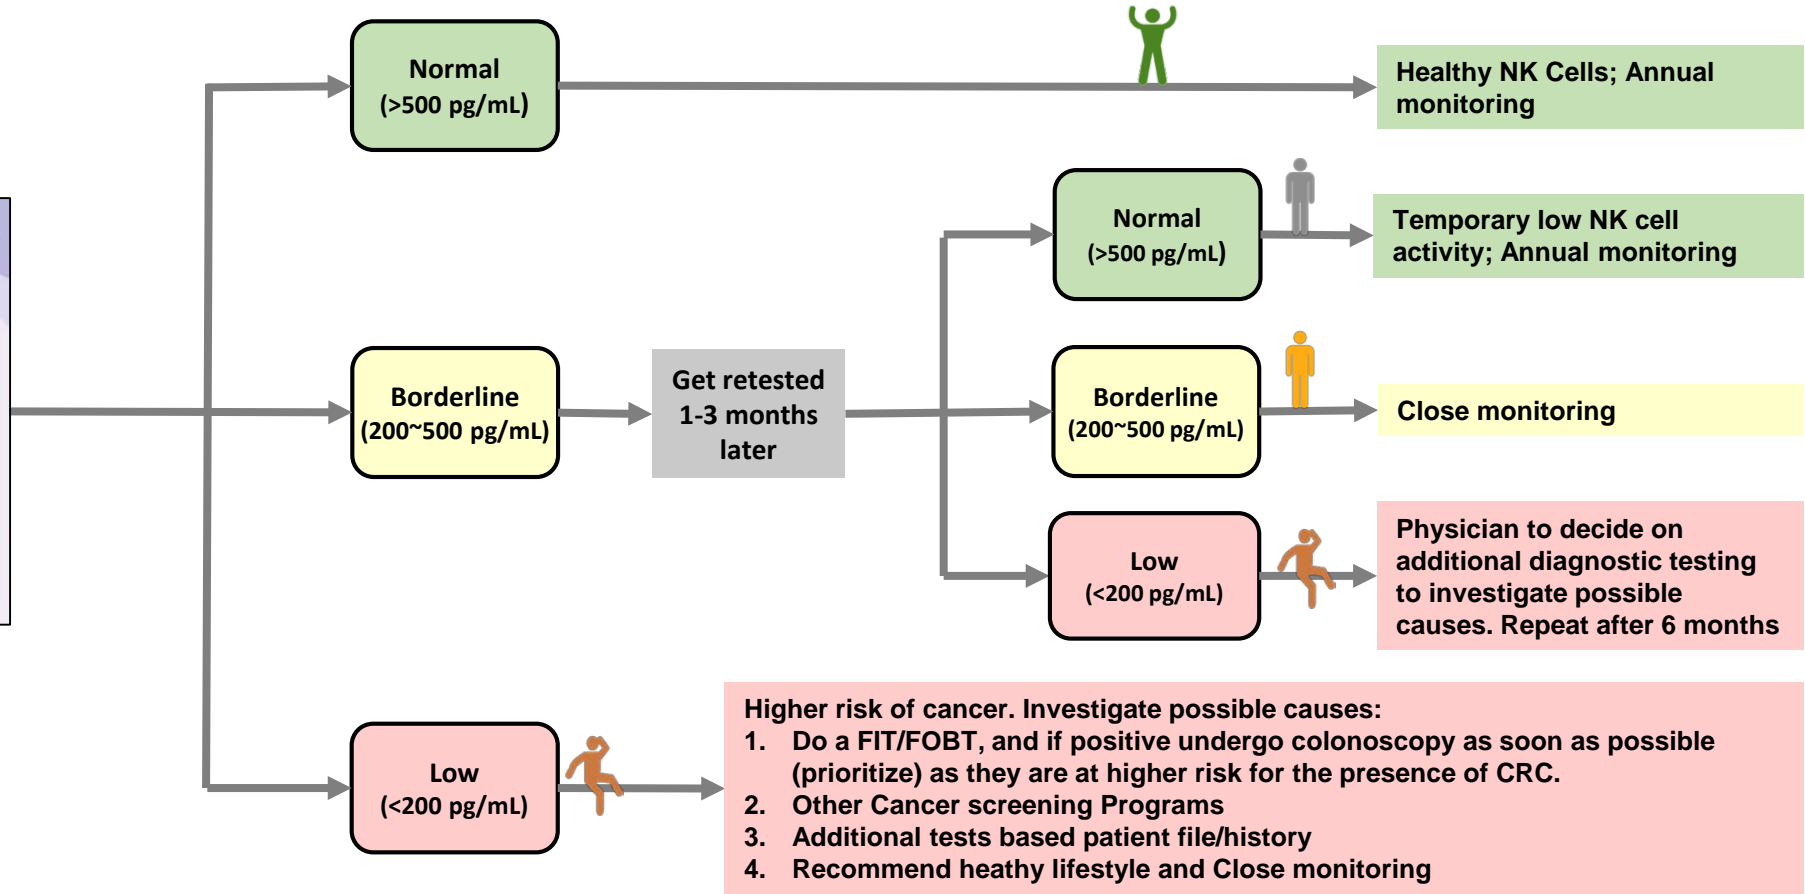 Normal
(>500 pg/mL)
Healthy NK Cells; Annual
monitoring
Normal
(>500 pg/mL)
Temporary low NK cell
activity; Annual monitoring
Borderline
(200~500 pg/mL)
Get retested
1-3 months
later
Borderline
(200~500 pg/mL)
Close monitoring
Low
(<200 pg/mL)
Physician to decide on
additional diagnostic testing
to investigate possible
causes. Repeat after 6 months
Low
(<200 pg/mL)
Higher risk of cancer. Investigate possible causes:
1. Do a FIT/FOBT, and if positive undergo colonoscopy as soon as possible
(prioritize) as they are at higher risk for the presence of CRC.
2. Other Cancer screening Programs
3. Additional tests based patient file/history
4. Recommend heathy lifestyle and Close monitoring